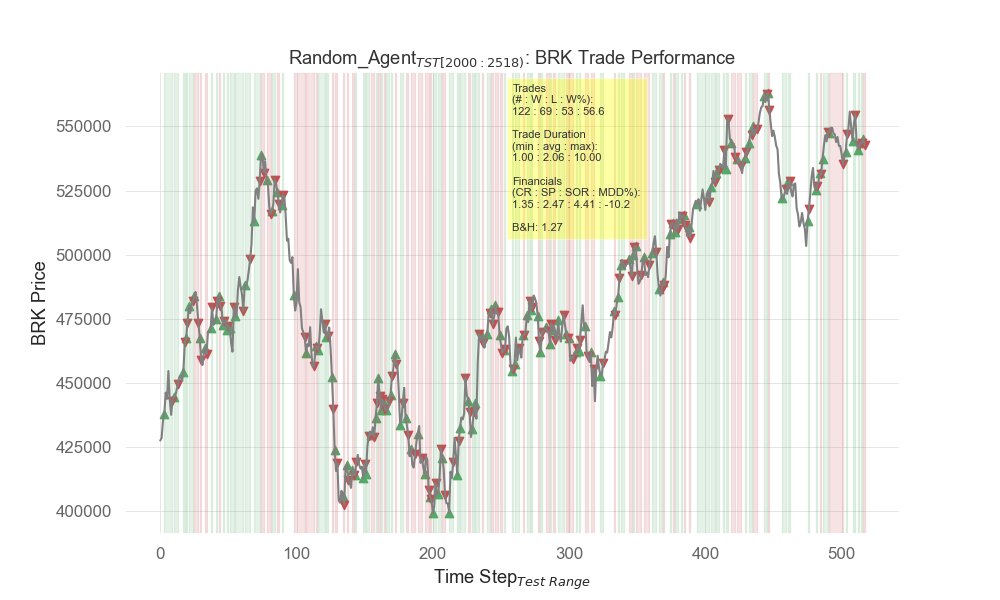 Random_Agent TST[2000:2518) : BRK Trade Performance
Trades
(# : W : L : W%):
122 : 69 : 53 : 56.6
Trade Duration
(min : avg : max):
1.00 : 2.06 : 10.00
Financials
(CR : SP : SOR : MDD%):
1.35 : 2.47 : 4.41 : -10.2
B&H: 1.27
BRK Price
550000
525000
500000
475000
450000
425000
400000
0 100 200 300 400 500
Time Step Test Range